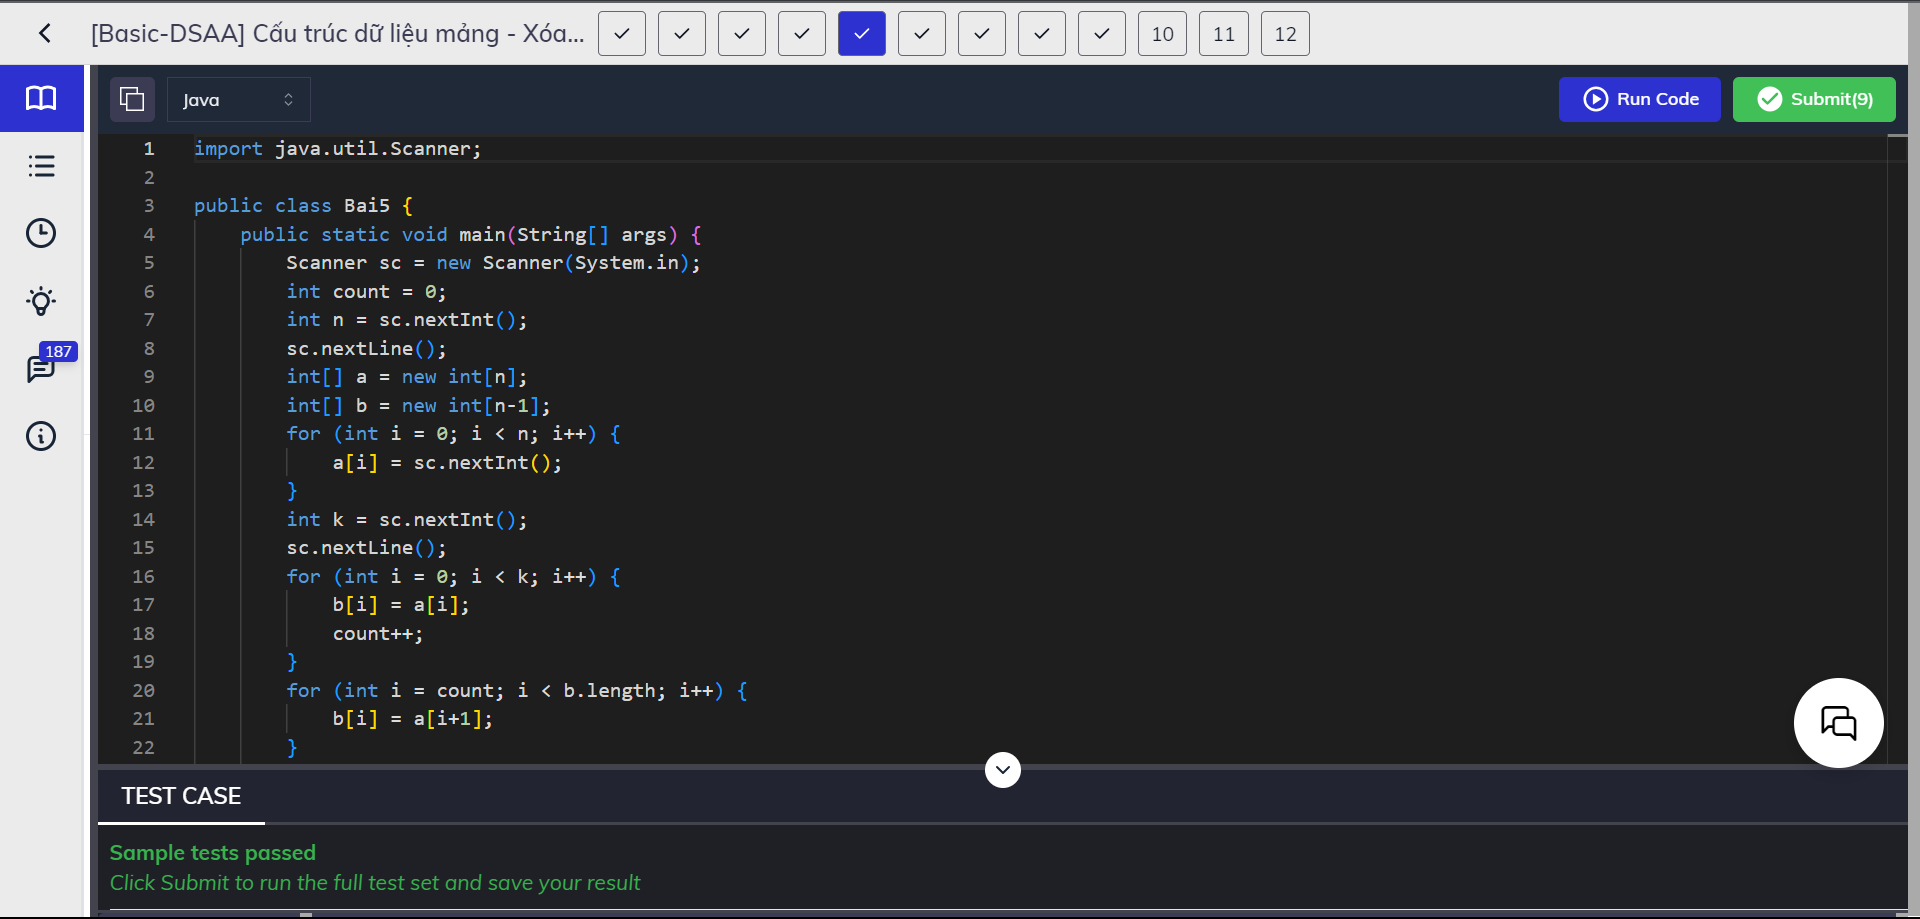 [Basic-DSAA] Cấu trúc dữ liệu mảng - Xóa... 10 11 12
Java Run Code Submit(9)
1 import java.util.Scanner;
2
3 public class Bai5 {
4 public static void main(String[] args) {
5 Scanner sc = new Scanner(System.in);
6 int count = 0;
7 int n = sc.nextInt();
8 sc.nextLine();
9 int[] a = new int[n];
10 int[] b = new int[n-1];
11 for (int i = 0; i < n; i++) {
12 a[i] = sc.nextInt();
13 }
14 int k = sc.nextInt();
15 sc.nextLine();
16 for (int i = 0; i < k; i++) {
17 b[i] = a[i];
18 count++;
19 }
20 for (int i = count; i < b.length; i++) {
21 b[i] = a[i+1];
22 }
187
TEST CASE
Sample tests passed
Click Submit to run the full test set and save your result